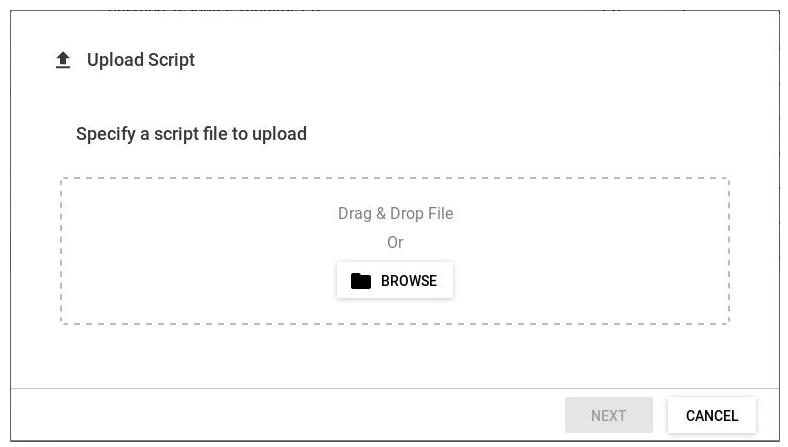 Upload Script
Specify a script file to upload
Drag & Drop File
Or
BROWSE
NEXT
CANCEL